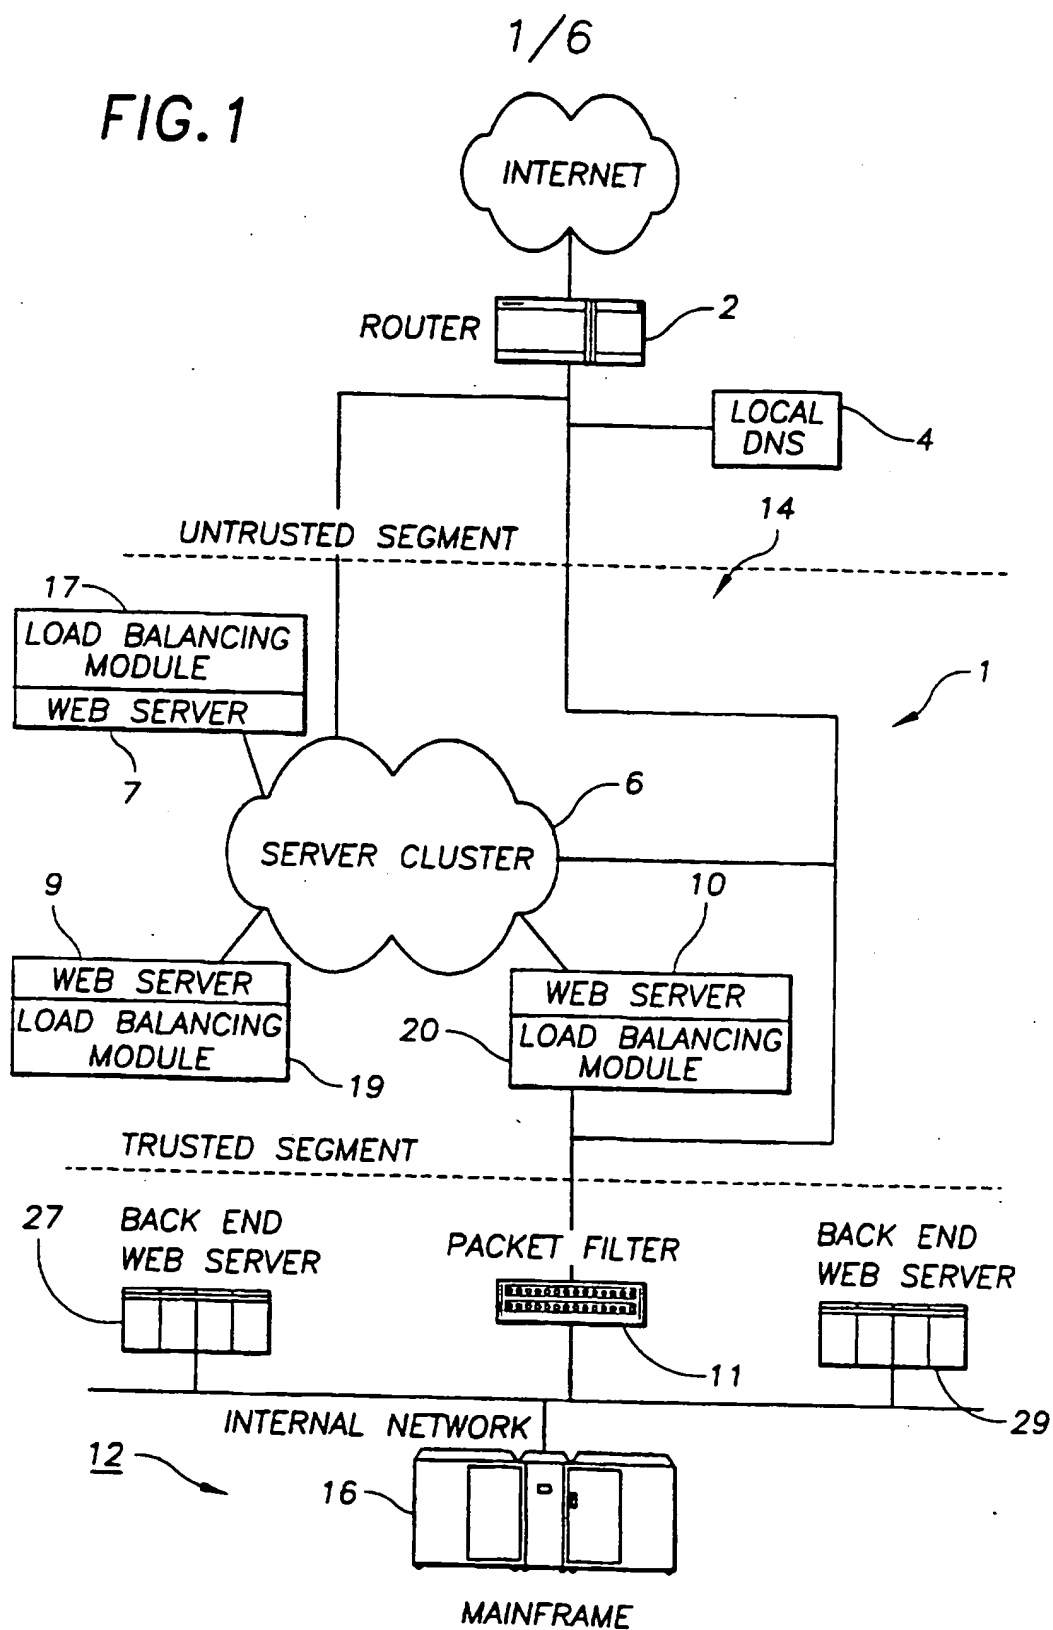 1/6
FIG. 1
INTERNET
ROUTER
2
LOCAL
DNS
4
UNTRUSTED SEGMENT
14
17
LOAD BALANCING
MODULE
WEB SERVER
7
1
6
SERVER CLUSTER
9
10
WEB SERVER
LOAD BALANCING
MODULE
19
WEB SERVER
20
LOAD BALANCING
MODULE
TRUSTED SEGMENT
27
BACK END
WEB SERVER
PACKET FILTER
BACK END
WEB SERVER
11
29
INTERNAL NETWORK
12
16
MAINFRAME